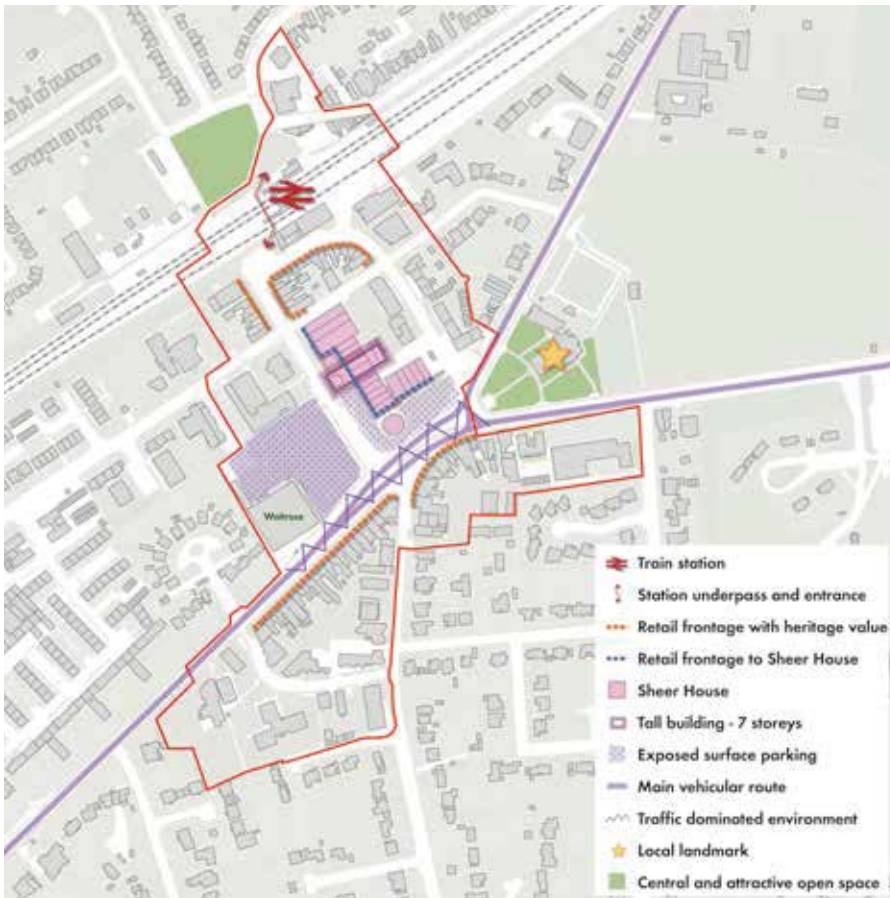 Waitrose
Train station
Station underpass and entrance
Retail frontage with heritage value
Retail frontage to Sheer House
Sheer House
Tall building - 7 storeys
Exposed surface parking
Main vehicular route
Traffic dominated environment
Local landmark
Central and attractive open space